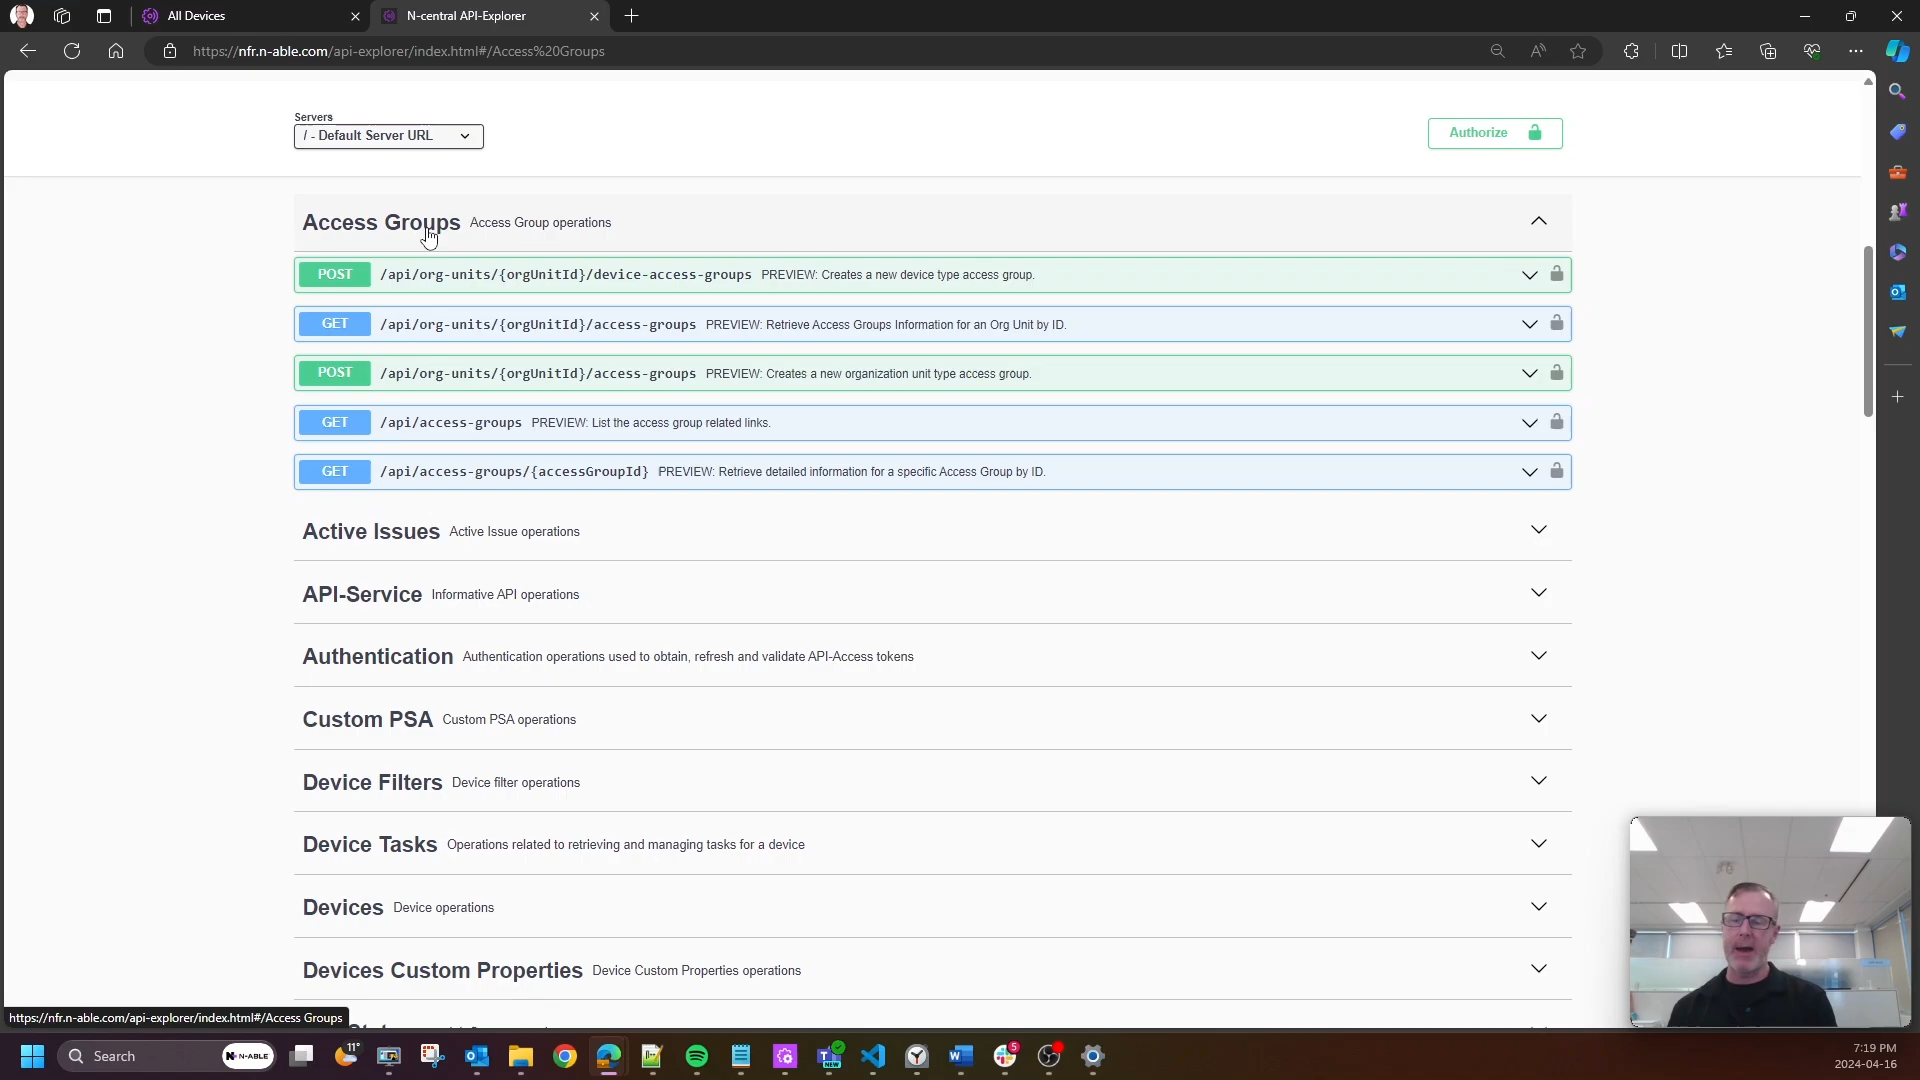 All Devices
N-central API-Explorer
https://nfr.n-able.com/api-explorer/index.html#/Access%20Groups
Servers
/ - Default Server URL
Authorize
Access Groups Access Group operations
POST /api/org-units/{orgUnitId}/device-access-groups PREVIEW: Creates a new device type access group.
GET /api/org-units/{orgUnitId}/access-groups PREVIEW: Retrieve Access Groups Information for an Org Unit by ID.
POST /api/org-units/{orgUnitId}/access-groups PREVIEW: Creates a new organization unit type access group.
GET /api/access-groups PREVIEW: List the access group related links.
GET /api/access-groups/{accessGroupId} PREVIEW: Retrieve detailed information for a specific Access Group by ID.
Active Issues Active Issue operations
API-Service Informative API operations
Authentication Authentication operations used to obtain, refresh and validate API-Access tokens
Custom PSA Custom PSA operations
Device Filters Device filter operations
Device Tasks Operations related to retrieving and managing tasks for a device
Devices Device operations
Devices Custom Properties Device Custom Properties operations
https://nfr.n-able.com/api-explorer/index.html#/Access Groups
Search
N-ABLE
11°
NEW
5
7:19 PM
2024-04-16